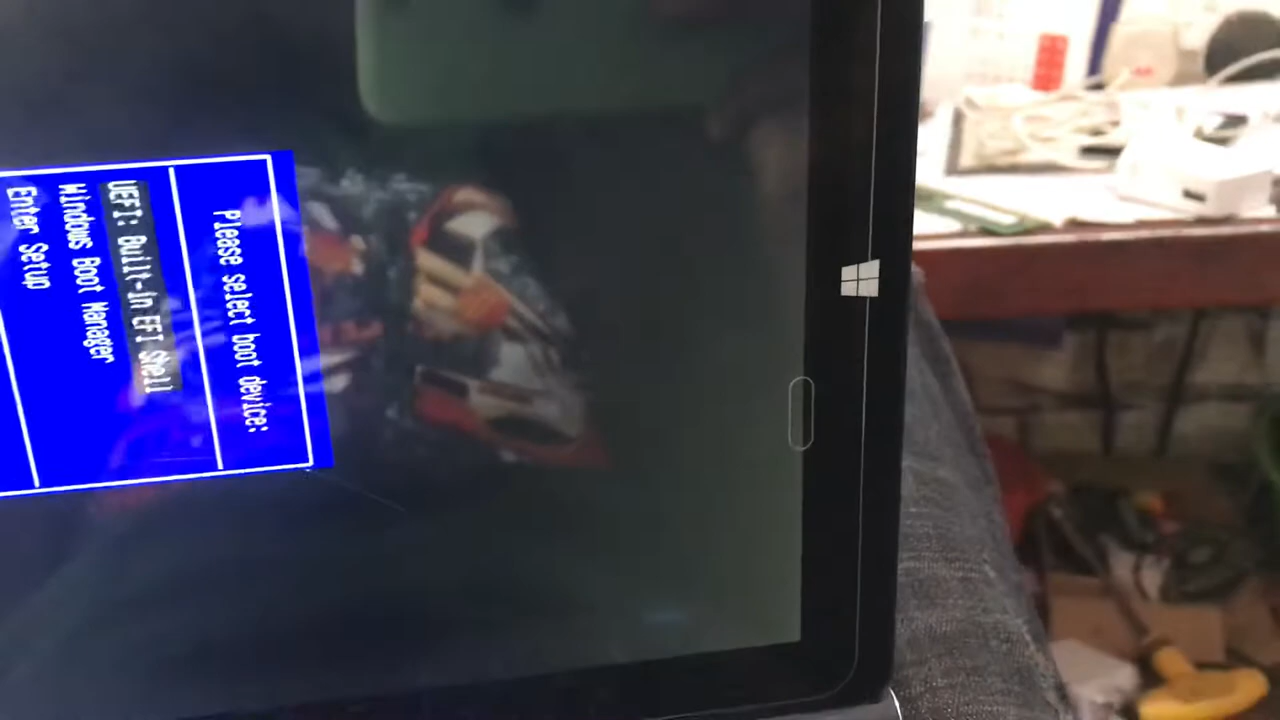 Please select boot device:
UEFI: Built-in EFI Shell
Windows Boot Manager
Enter Setup